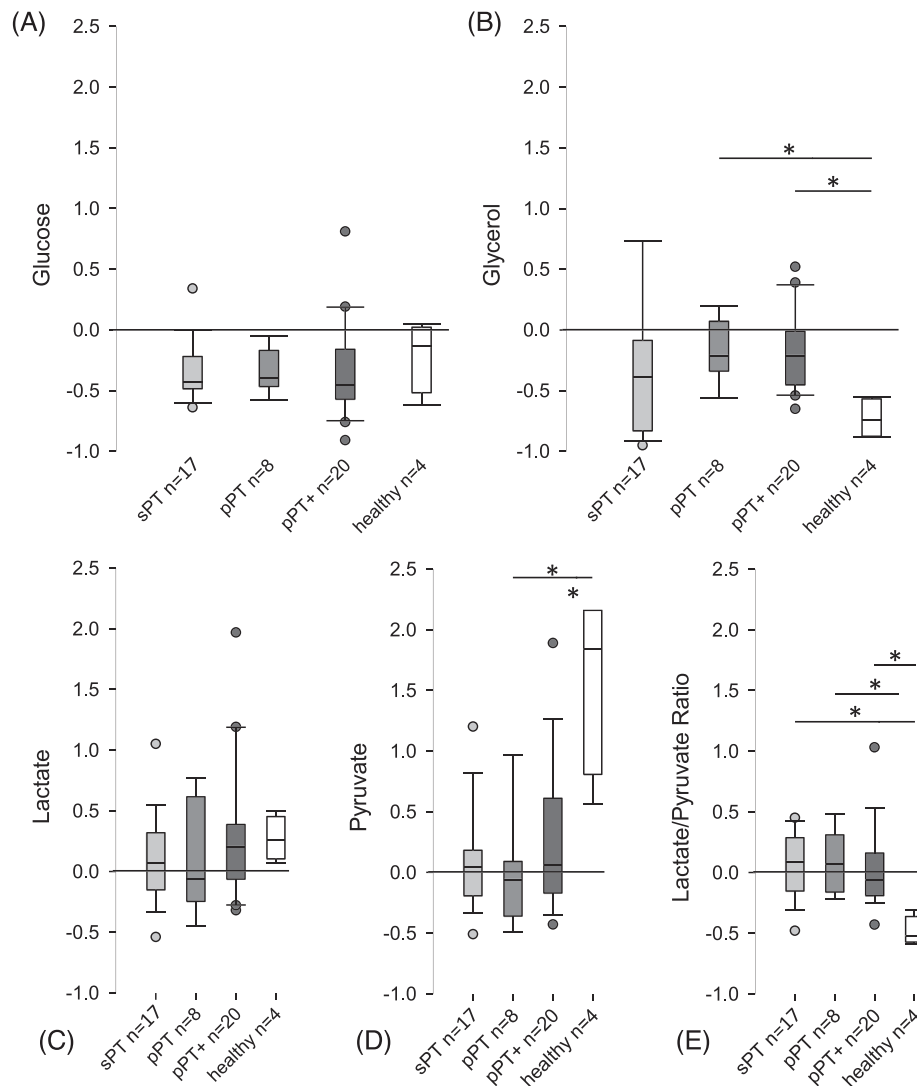 (A)
2.5
2.0
1.5
1.0
0.5
0.0
-0.5
-1.0
Glucose
sPT n=17
pPT n=8
pPT+ n=20
healthy n=4
(B)
2.5
2.0
1.5
1.0
0.5
0.0
-0.5
-1.0
Glycerol
*
*
sPT n=17
pPT n=8
pPT+ n=20
healthy n=4
2.5
2.0
1.5
1.0
0.5
0.0
-0.5
-1.0
Lactate
sPT n=17
pPT n=8
pPT+ n=20
healthy n=4
(C)
2.5
2.0
1.5
1.0
0.5
0.0
-0.5
-1.0
Pyruvate
*
*
sPT n=17
pPT n=8
pPT+ n=20
healthy n=4
(D)
2.5
2.0
1.5
1.0
0.5
0.0
-0.5
-1.0
Lactate/Pyruvate Ratio
*
*
*
sPT n=17
pPT n=8
pPT+ n=20
healthy n=4
(E)